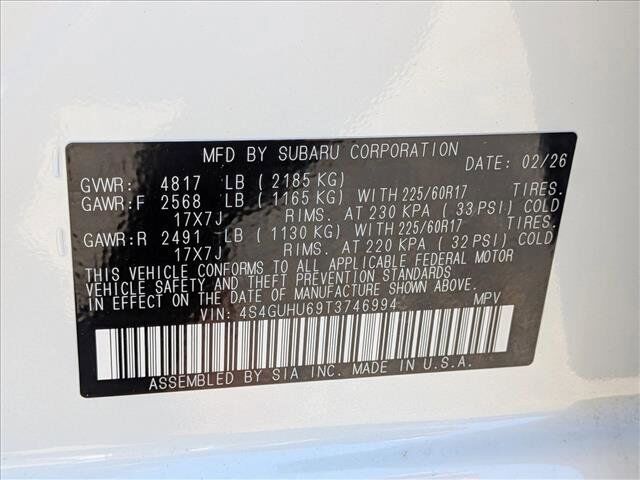 MFD BY SUBARU CORPORATION DATE: 02/26
GVWR: 4817 LB (2185 KG)
GAWR:F 2568 LB (1165 KG) WITH 225/60R17 TIRES.
17X7J RIMS. AT 230 KPA (33 PSI) COLD
GAWR:R 2491 LB (1130 KG) WITH 225/60R17 TIRES.
17X7J RIMS. AT 220 KPA (32 PSI) COLD
THIS VEHICLE CONFORMS TO ALL APPLICABLE FEDERAL MOTOR
VEHICLE SAFETY AND THEFT PREVENTION STANDARDS
IN EFFECT ON THE DATE OF MANUFACTURE SHOWN ABOVE.
VIN: 4S4GUHU69T3746994 MPV
ASSEMBLED BY SIA INC. MADE IN U.S.A.